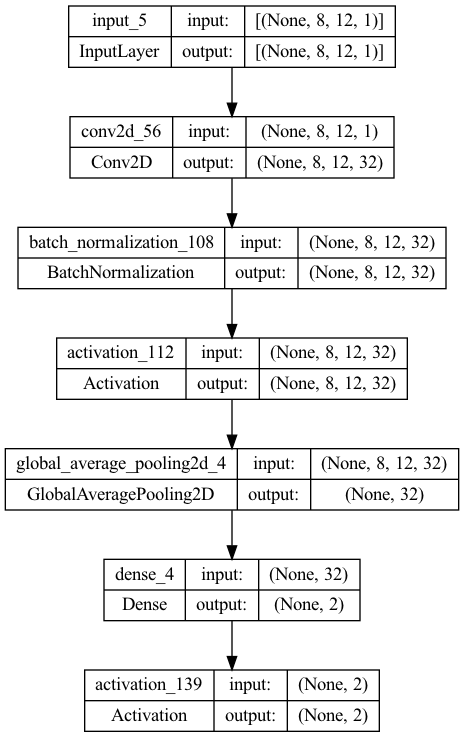 input_5 input: [(None, 8, 12, 1)]
InputLayer output: [(None, 8, 12, 1)]
conv2d_56 input: (None, 8, 12, 1)
Conv2D output: (None, 8, 12, 32)
batch_normalization_108 input: (None, 8, 12, 32)
BatchNormalization output: (None, 8, 12, 32)
activation_112 input: (None, 8, 12, 32)
Activation output: (None, 8, 12, 32)
global_average_pooling2d_4 input: (None, 8, 12, 32)
GlobalAveragePooling2D output: (None, 32)
dense_4 input: (None, 32)
Dense output: (None, 2)
activation_139 input: (None, 2)
Activation output: (None, 2)